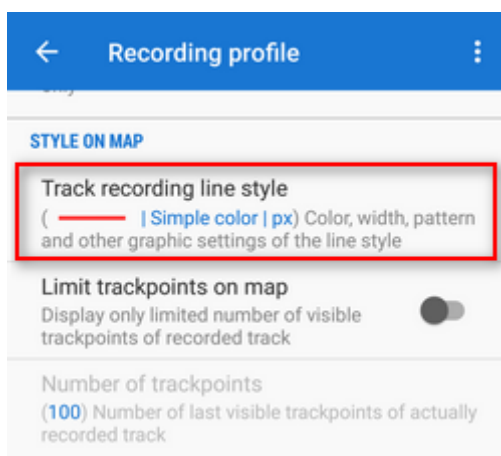 Recording profile
STYLE ON MAP
Track recording line style
( | Simple color | px) Color, width, pattern
and other graphic settings of the line style
Limit trackpoints on map
Display only limited number of visible
trackpoints of recorded track
Number of trackpoints
(100) Number of last visible trackpoints of actually
recorded track